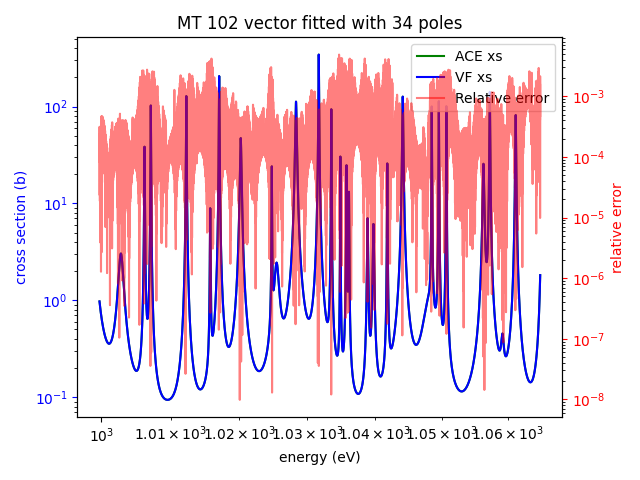 MT 102 vector fitted with 34 poles
ACE xs
VF xs
Relative error
10²
10¹
10⁰
10⁻¹
cross section (b)
10⁻³
10⁻⁴
10⁻⁵
10⁻⁶
10⁻⁷
10⁻⁸
relative error
10³ 1.01 × 10³ 1.02 × 10³ 1.03 × 10³ 1.04 × 10³ 1.05 × 10³ 1.06 × 10³
energy (eV)